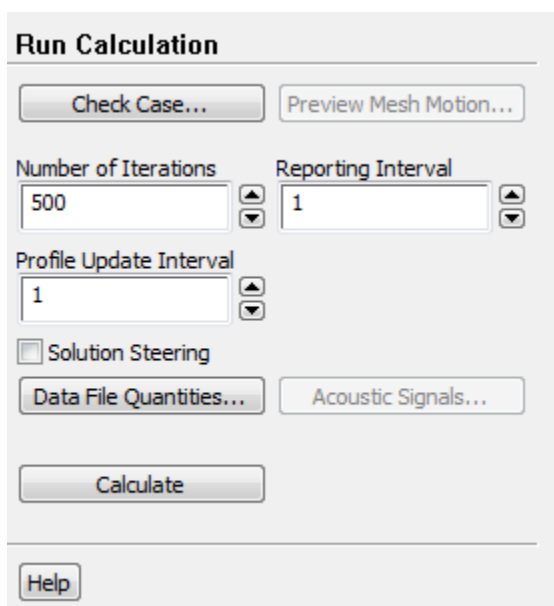 Run Calculation
Check Case... Preview Mesh Motion...
Number of Iterations Reporting Interval
500 1
Profile Update Interval
1
Solution Steering
Data File Quantities... Acoustic Signals...
Calculate
Help